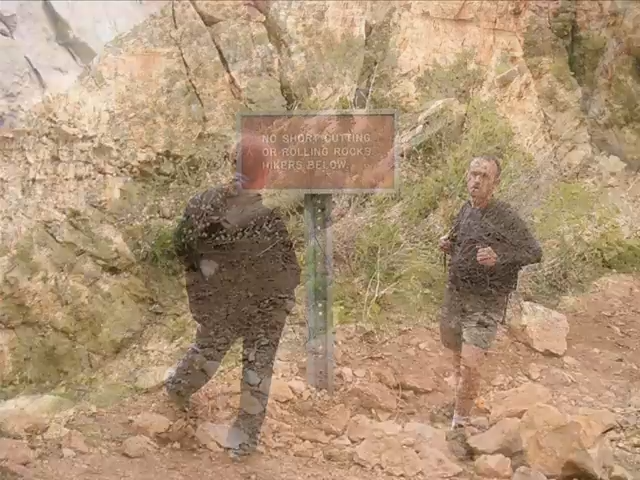 NO SHORT CUTTING
OR ROLLING ROCKS
HIKERS BELOW.